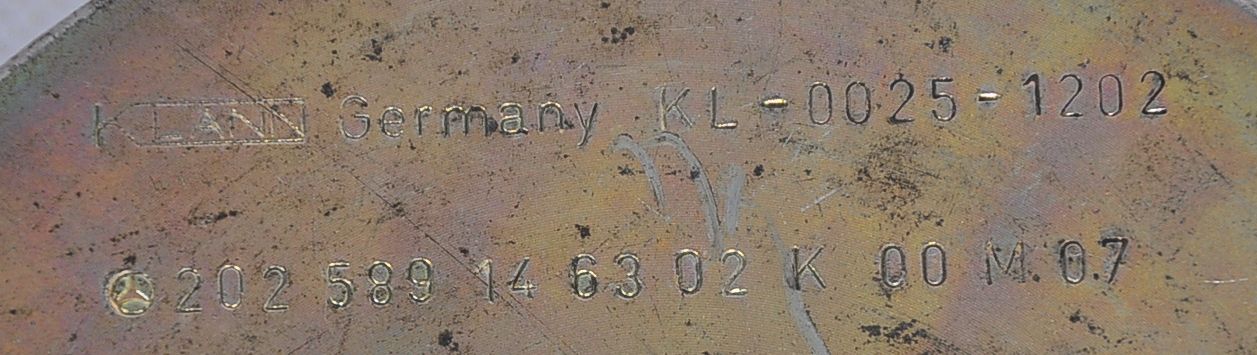 KLANN Germany KL-0025-1202
202 589 14 63 02 K 00 M.07